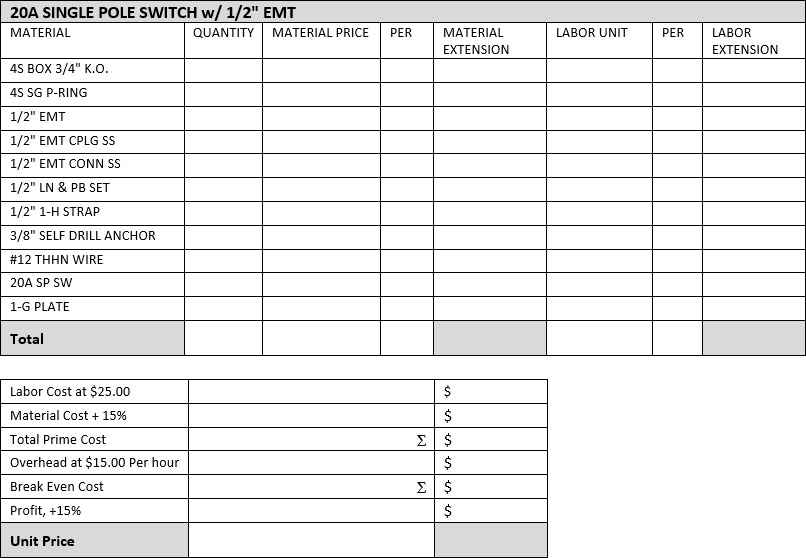 20A SINGLE POLE SWITCH w/ 1/2" EMT
MATERIAL QUANTITY MATERIAL PRICE PER MATERIAL EXTENSION LABOR UNIT PER LABOR EXTENSION
4S BOX 3/4" K.O.
4S SG P-RING
1/2" EMT
1/2" EMT CPLG SS
1/2" EMT CONN SS
1/2" LN & PB SET
1/2" 1-H STRAP
3/8" SELF DRILL ANCHOR
#12 THHN WIRE
20A SP SW
1-G PLATE
Total
Labor Cost at $25.00 $
Material Cost + 15% $
Total Prime Cost Σ $
Overhead at $15.00 Per hour $
Break Even Cost Σ $
Profit, +15% $
Unit Price